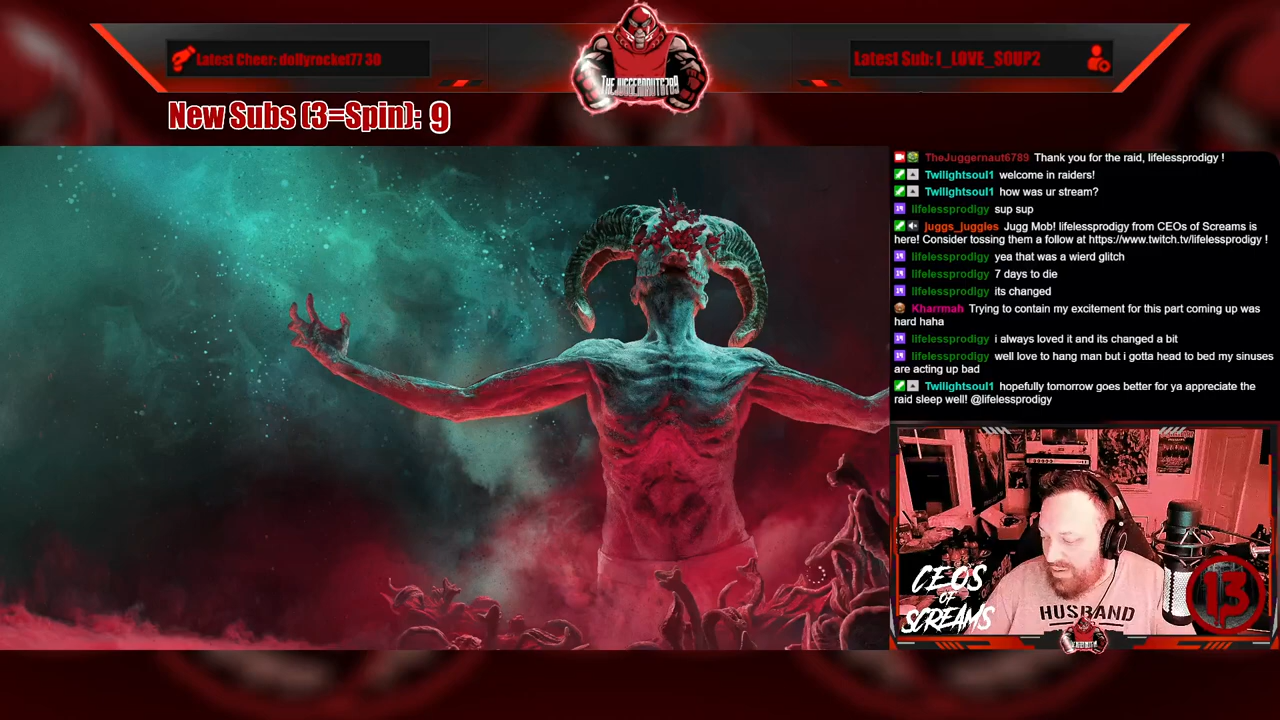 Latest Cheer: dollyrocket77 30
THEJUGGERNAUT6789
Latest Sub: I_LOVE_SOUP2
New Subs (3=Spin): 9
TheJuggernaut6789 Thank you for the raid, lifelessprodigy !
Twilightsoul1 welcome in raiders!
Twilightsoul1 how was ur stream?
lifelessprodigy sup sup
juggs_juggles Jugg Mob! lifelessprodigy from CEOs of Screams is
here! Consider tossing them a follow at https://www.twitch.tv/lifelessprodigy !
lifelessprodigy yea that was a wierd glitch
lifelessprodigy 7 days to die
lifelessprodigy its changed
Kharrmah Trying to contain my excitement for this part coming up was
hard haha
lifelessprodigy i always loved it and its changed a bit
lifelessprodigy well love to hang man but i gotta head to bed my sinuses
are acting up bad
Twilightsoul1 hopefully tomorrow goes better for ya appreciate the
raid sleep well! @lifelessprodigy
CEOS
OF
SCREAMS
HUSBAND
13